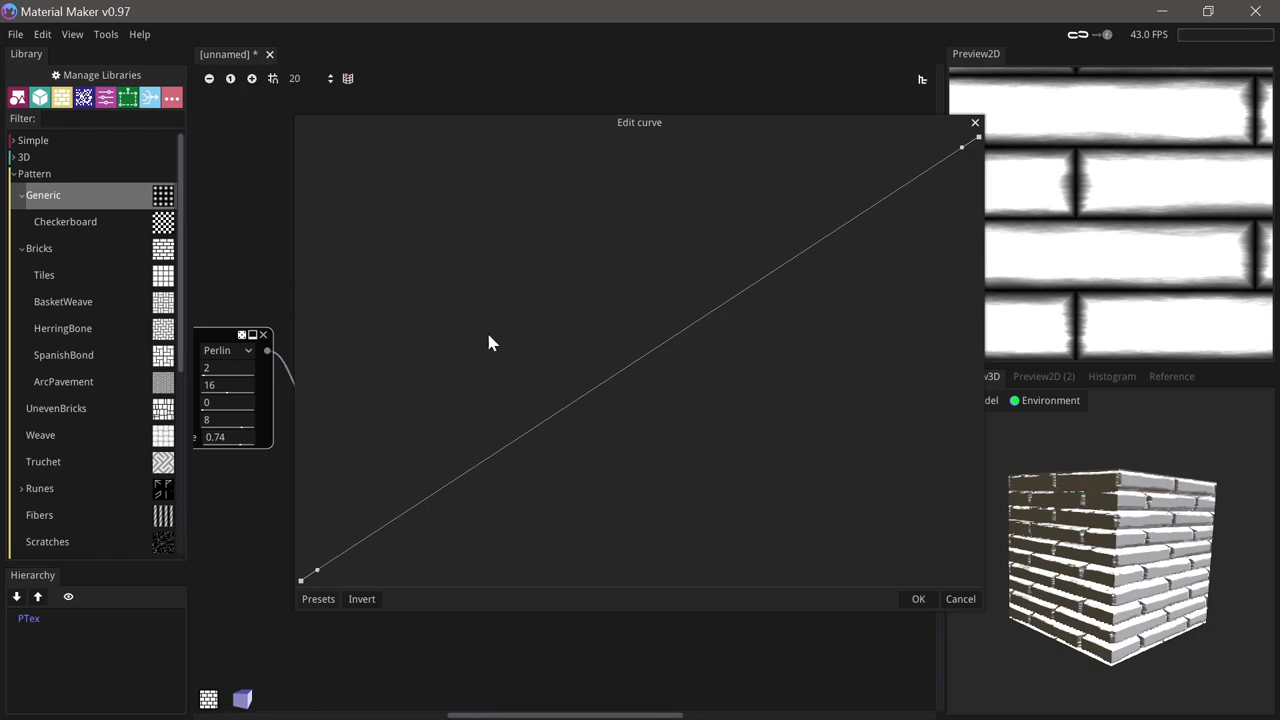 Material Maker v0.97
File Edit View Tools Help
43.0 FPS
Library
[unnamed] *
Preview2D
Manage Libraries
20
Filter:
Edit curve
Simple
3D
Pattern
Generic
Checkerboard
Bricks
Tiles
BasketWeave
HerringBone
SpanishBond
ArcPavement
UnevenBricks
Weave
Truchet
Runes
Fibers
Scratches
Perlin
2
16
0
8
e 0.74
w3D Preview2D (2) Histogram Reference
del Environment
Presets Invert OK Cancel
Hierarchy
PTex